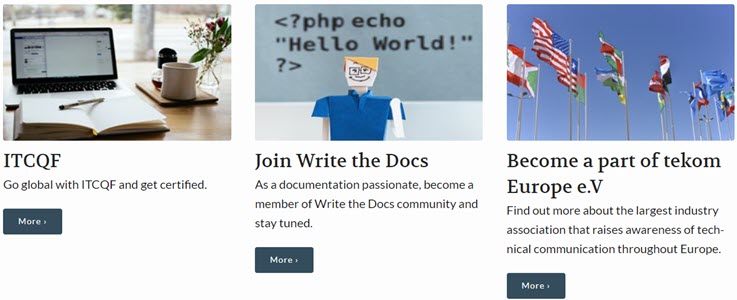 <?php echo
"Hello World!"
?>
ITCQF
Go global with ITCQF and get certified.
More ›
Join Write the Docs
As a documentation passionate, become a
member of Write the Docs community and
stay tuned.
More ›
Become a part of tekom
Europe e.V
Find out more about the largest industry
association that raises awareness of tech-
nical communication throughout Europe.
More ›